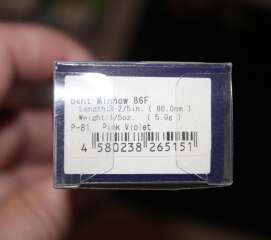 Bent Minnow 86F
Length:3-2/5in. ( 86.0mm )
Weight:1/5oz. ( 5.9g )
P-81 Pink Violet
4 580238 265151